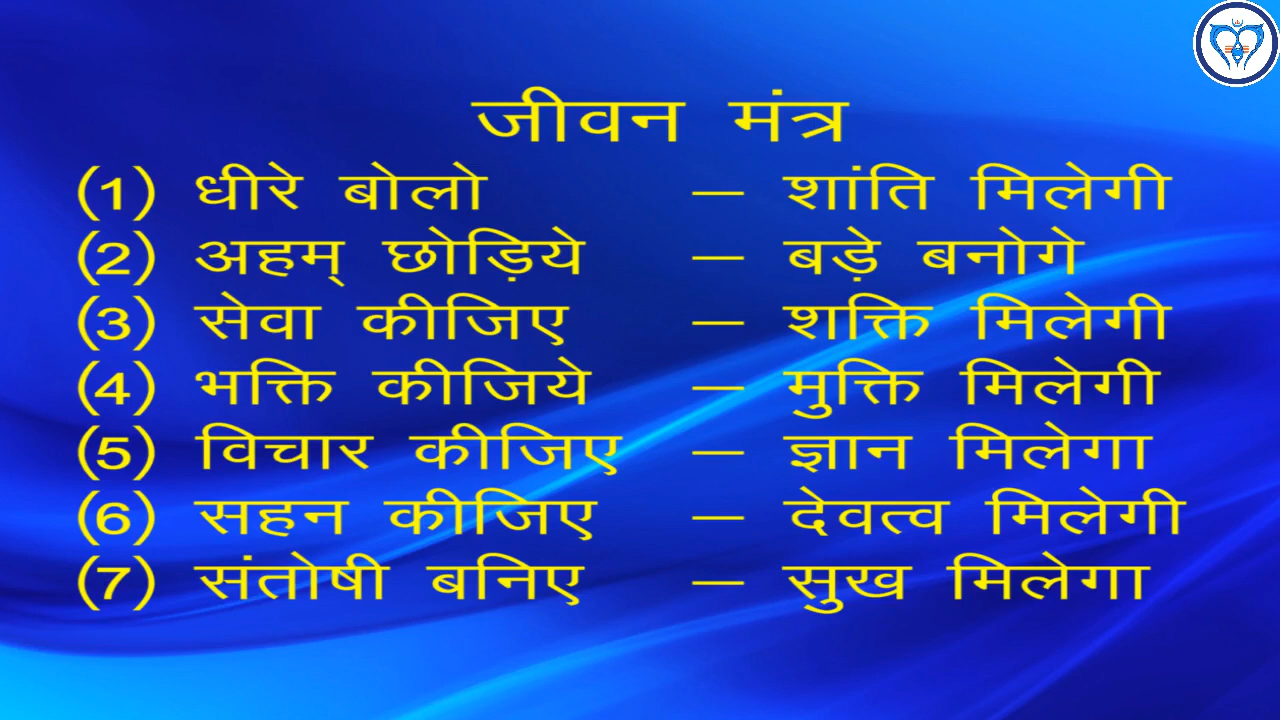 जीवन मंत्र
(1) धीरे बोलो – शांति मिलेगी
(2) अहम् छोड़िये – बड़े बनोगे
(3) सेवा कीजिए – शक्ति मिलेगी
(4) भक्ति कीजिये – मुक्ति मिलेगी
(5) विचार कीजिए – ज्ञान मिलेगा
(6) सहन कीजिए – देवत्व मिलेगी
(7) संतोषी बनिए – सुख मिलेगा